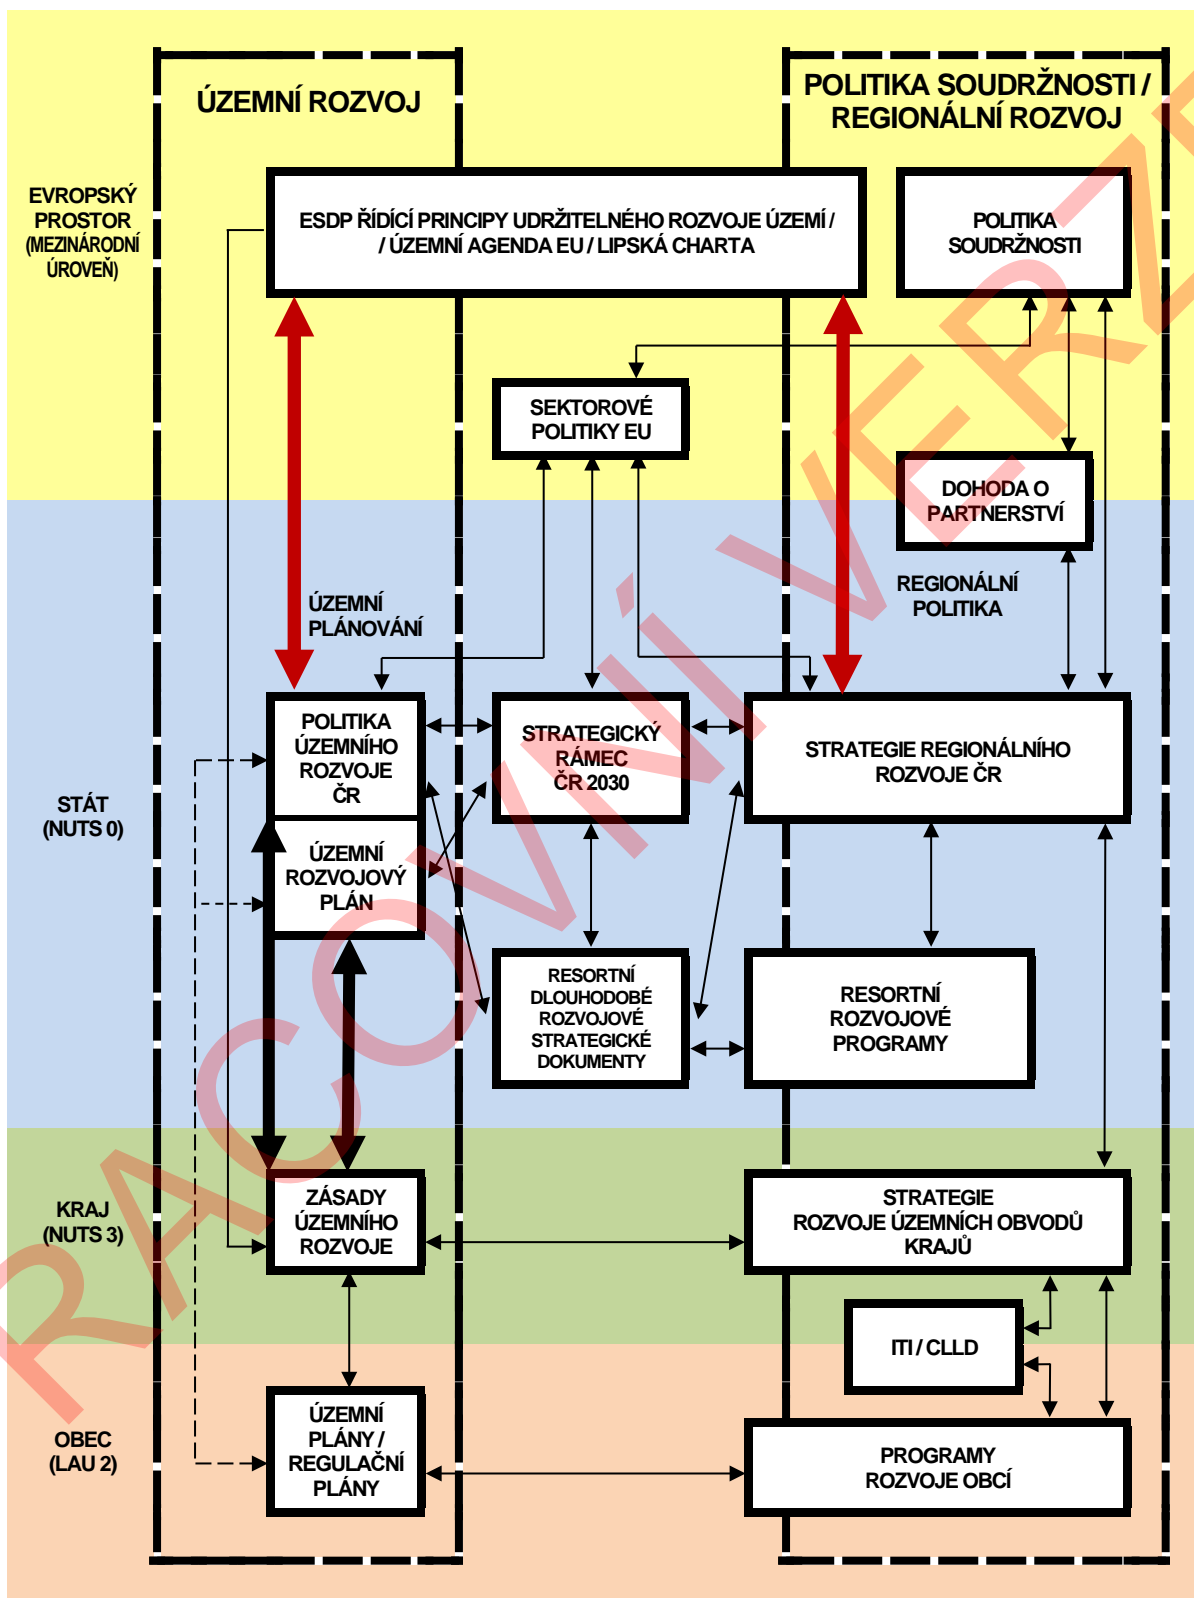 ÚZEMNÍ ROZVOJ
POLITIKA SOUDRŽNOSTI /
REGIONÁLNÍ ROZVOJ
EVROPSKÝ
PROSTOR
(MEZINÁRODNÍ
ÚROVEŇ)
ESDP ŘÍDÍCÍ PRINCIPY UDRŽITELNÉHO ROZVOJE ÚZEMÍ /
/ ÚZEMNÍ AGENDA EU / LIPSKÁ CHARTA
POLITIKA
SOUDRŽNOSTI
SEKTOROVÉ
POLITIKY EU
DOHODA O
PARTNERSTVÍ
ÚZEMNÍ
PLÁNOVÁNÍ
REGIONÁLNÍ
POLITIKA
STÁT
(NUTS 0)
POLITIKA
ÚZEMNÍHO
ROZVOJE
ČR
STRATEGICKÝ
RÁMEC
ČR 2030
STRATEGIE REGIONÁLNÍHO
ROZVOJE ČR
ÚZEMNÍ
ROZVOJOVÝ
PLÁN
RESORTNÍ
DLOUHODOBÉ
ROZVOJOVÉ
STRATEGICKÉ
DOKUMENTY
RESORTNÍ
ROZVOJOVÉ
PROGRAMY
KRAJ
(NUTS 3)
ZÁSADY
ÚZEMNÍHO
ROZVOJE
STRATEGIE
ROZVOJE ÚZEMNÍCH OBVODŮ
KRAJŮ
ITI / CLLD
OBEC
(LAU 2)
ÚZEMNÍ
PLÁNY /
REGULAČNÍ
PLÁNY
PROGRAMY
ROZVOJE OBCÍ
RACOVNÍ VERZE